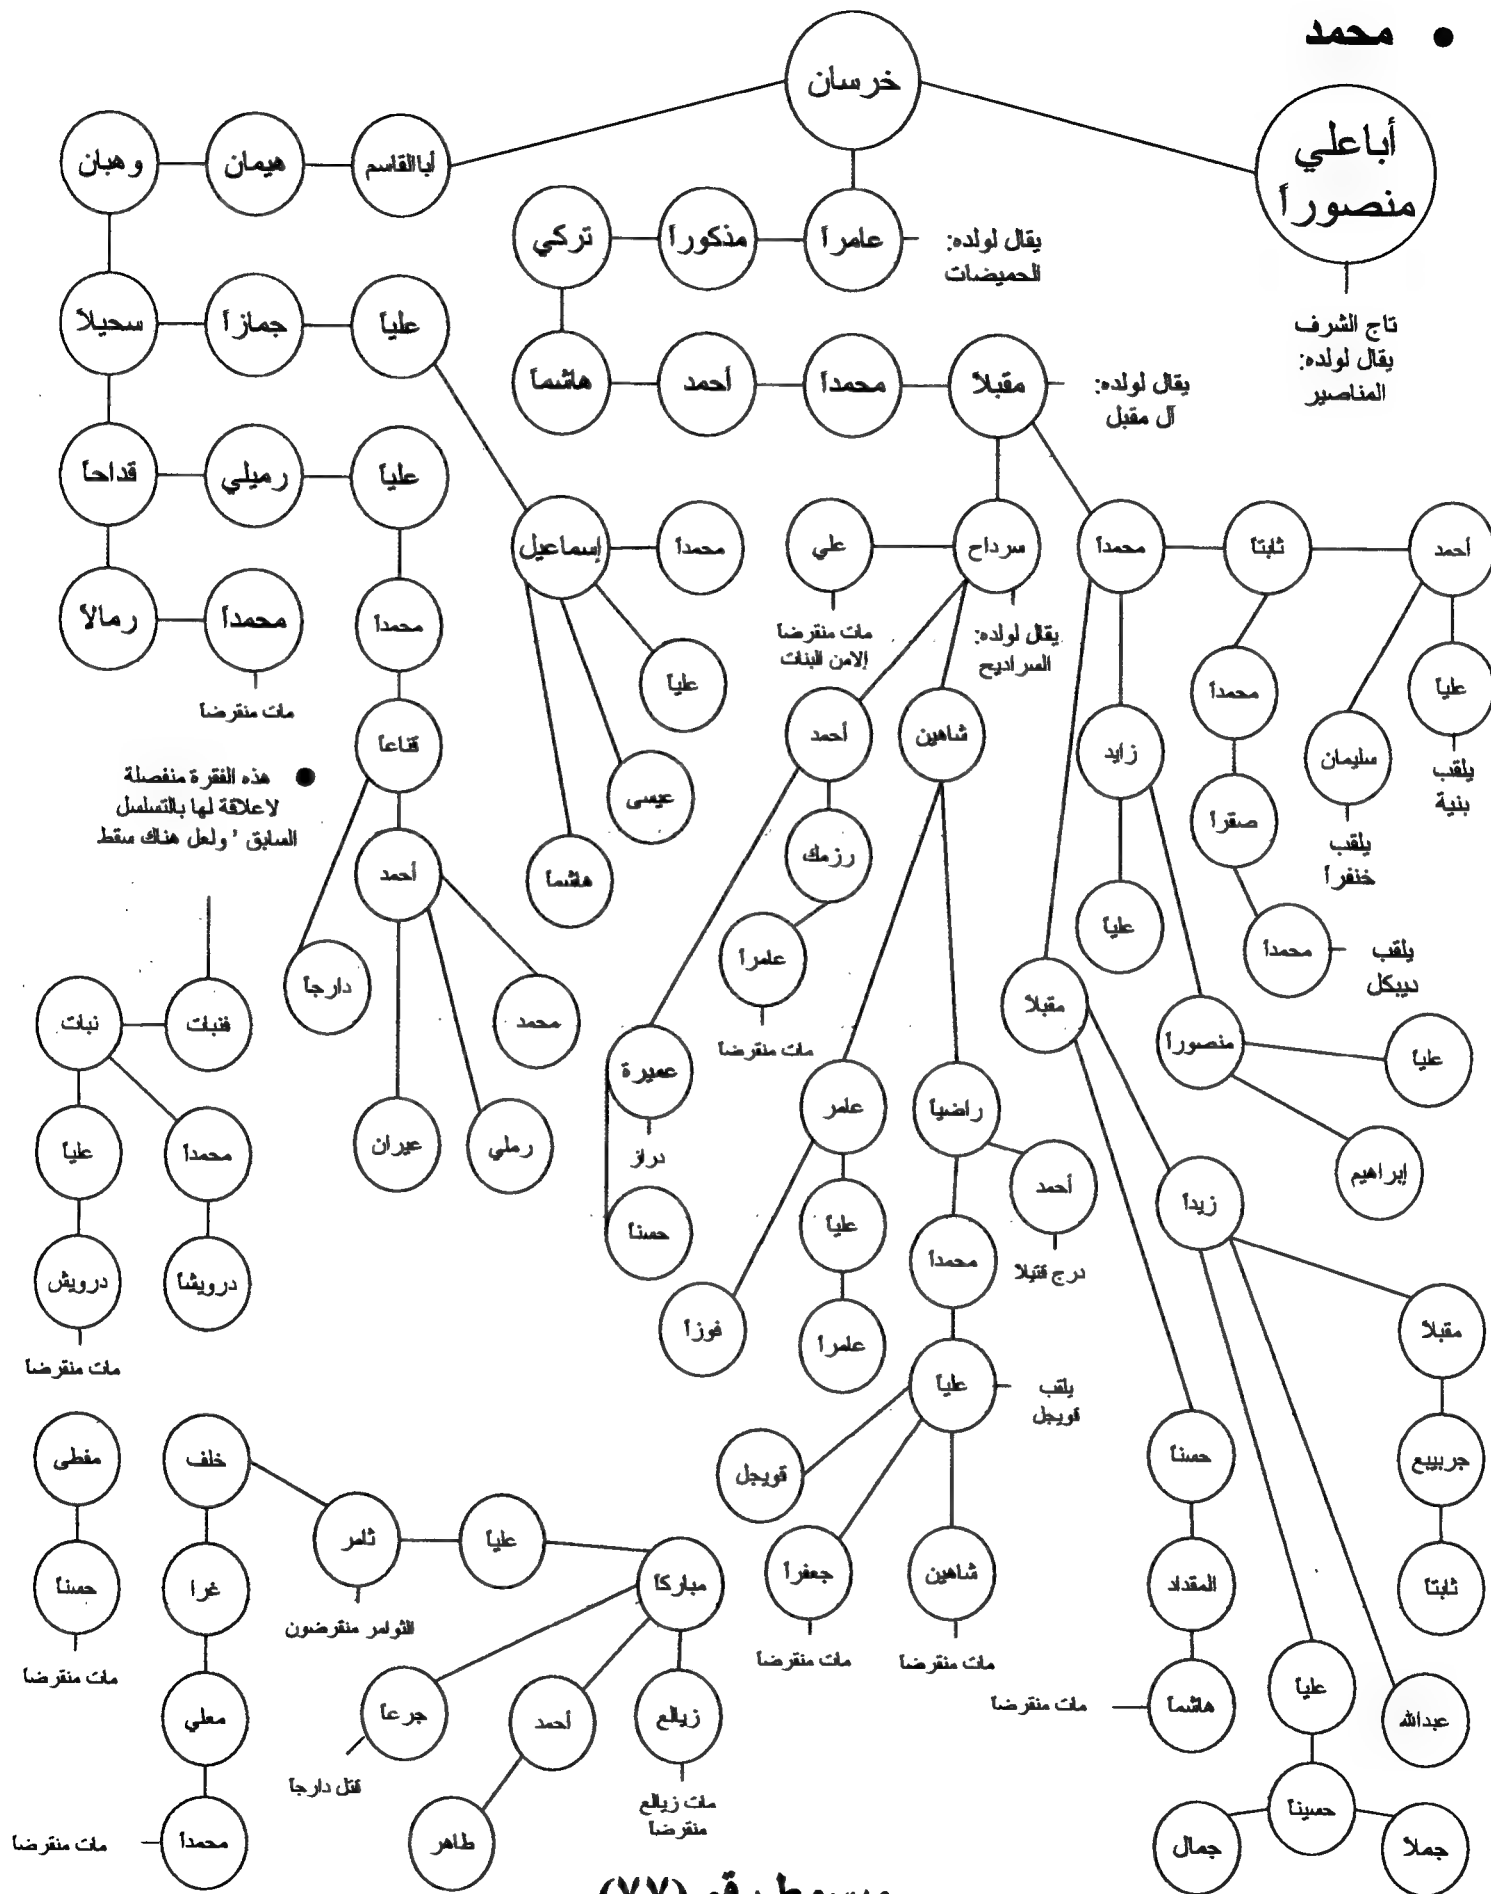 ● محمد
خرسان
أباعلي
منصوراً
تاج الشرف
يقال لولده:
المناصير
أباالقاسم
هيمان
وهبان
عامراً
يقال لولده:
الحميضات
مذكوراً
تركي
سحيلاً
جمازاً
علياً
هاشماً
أحمد
محمداً
مقبلاً
يقال لولده:
آل مقبل
قداحاً
رميلي
علياً
إسماعيل
محمداً
علي
مات منقرضاً
إلامن البنات
سرداح
يقال لولده:
السراديح
محمداً
ثابتاً
أحمد
رمالاً
محمداً
مات منقرضاً
محمداً
علياً
عيسى
هاشماً
أحمد
شاهين
زايد
محمداً
سليمان
يلقب
خنفراً
علياً
يلقب
بنية
قناعاً
● هذه الفقرة منفصلة
لاعلاقة لها بالتسلسل
السابق ' ولعل هناك سقط
أحمد
رزمك
علياً
صقراً
دارجاً
محمد
عامراً
مات منقرضاً
محمداً
يلقب
ديبكل
نبات
فنبات
عميرة
دراز
مقبلاً
منصوراً
علياً
علياً
محمداً
عيران
رملي
عامر
راضياً
أحمد
درج قتيلا
زيداً
إبراهيم
درويش
مات منقرضاً
درويشاً
حسناً
علياً
محمداً
فوزاً
عامراً
علياً
يلقب
قويجل
مقبلاً
مفطى
خلف
ثامر
الثوامر منقرضون
علياً
مباركاً
قويجل
حسناً
جربيبع
حسناً
مات منقرضاً
غرا
جعفراً
مات منقرضاً
شاهين
مات منقرضاً
المقداد
ثابتاً
معلي
جرعاً
قتل دارجاً
أحمد
زيالع
مات زيالع
منقرضاً
هاشماً
مات منقرضاً
علياً
عبدالله
محمداً
مات منقرضاً
طاهر
جمال
حسيناً
جملاً
مبسوط رقم (٧٧)